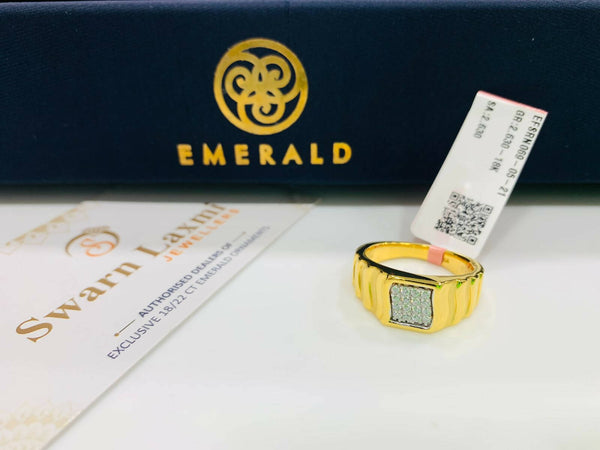 EMERALD
EFSRN069-05-21
GR:2.630-18K
SA:2.630
S
Swarn Laxmi
JEWELLERS
AUTHORISED DEALERS OF
EXCLUSIVE 18/22 CT EMERALD ORNAMENTS